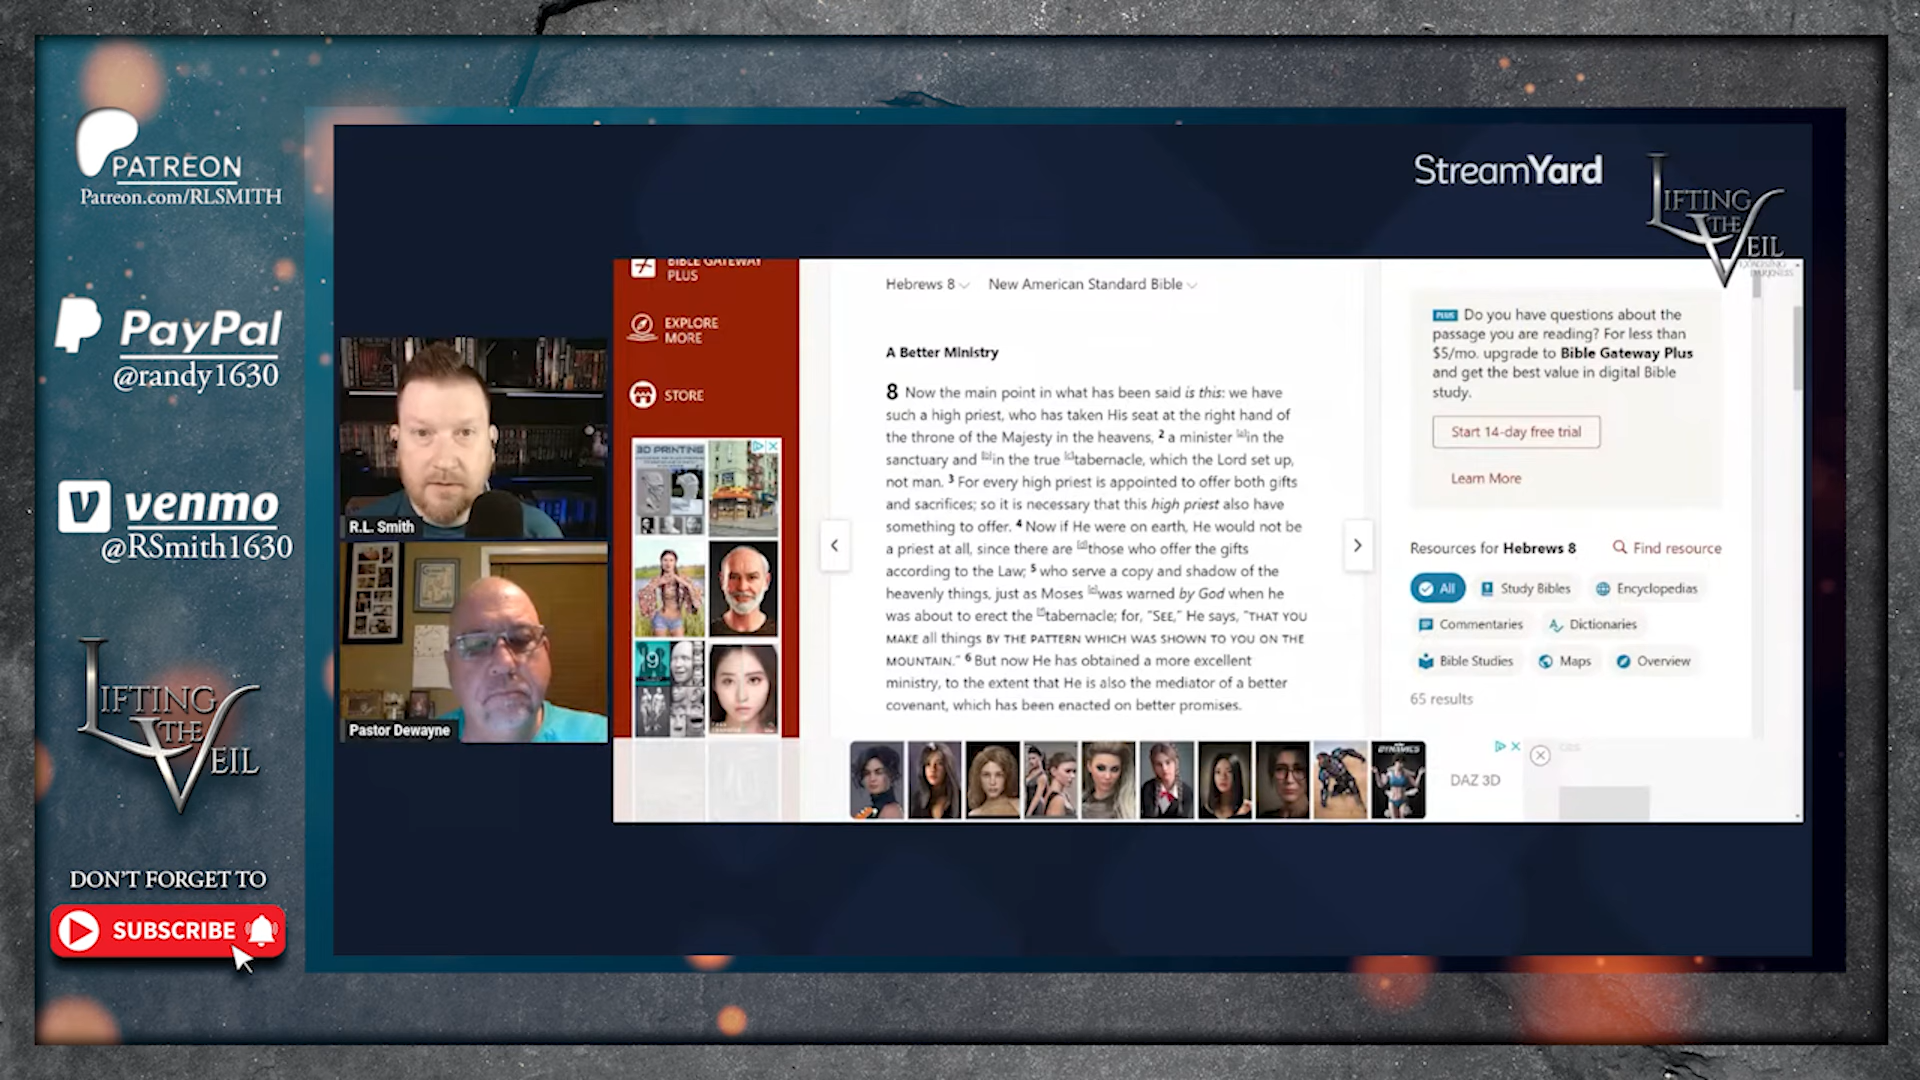 PATREON
Patreon.com/RLSMITH
PayPal
@randy1630
venmo
@RSmith1630
LIFTING
THE
VEIL
DON'T FORGET TO
SUBSCRIBE
StreamYard
LIFTING
THE
VEIL
R.L. Smith
Pastor Dewayne
BIBLE GATEWAY
PLUS
EXPLORE
MORE
STORE
3D PRINTING
Hebrews 8
New American Standard Bible
A Better Ministry
8 Now the main point in what has been said is this: we have
such a high priest, who has taken His seat at the right hand of
the throne of the Majesty in the heavens, 2 a minister [a]in the
sanctuary and [b]in the true [c]tabernacle, which the Lord set up,
not man. 3 For every high priest is appointed to offer both gifts
and sacrifices; so it is necessary that this high priest also have
something to offer. 4 Now if He were on earth, He would not be
a priest at all, since there are [d]those who offer the gifts
according to the Law; 5 who serve a copy and shadow of the
heavenly things, just as Moses [e]was warned by God when he
was about to erect the [f]tabernacle; for, "SEE," He says, "THAT YOU
MAKE all things BY THE PATTERN WHICH WAS SHOWN TO YOU ON THE
MOUNTAIN." 6 But now He has obtained a more excellent
ministry, to the extent that He is also the mediator of a better
covenant, which has been enacted on better promises.
PLUS Do you have questions about the
passage you are reading? For less than
$5/mo. upgrade to Bible Gateway Plus
and get the best value in digital Bible
study.
Start 14-day free trial
Learn More
Resources for Hebrews 8
Find resource
All
Study Bibles
Encyclopedias
Commentaries
Dictionaries
Bible Studies
Maps
Overview
65 results
DYNAMICS
DAZ 3D